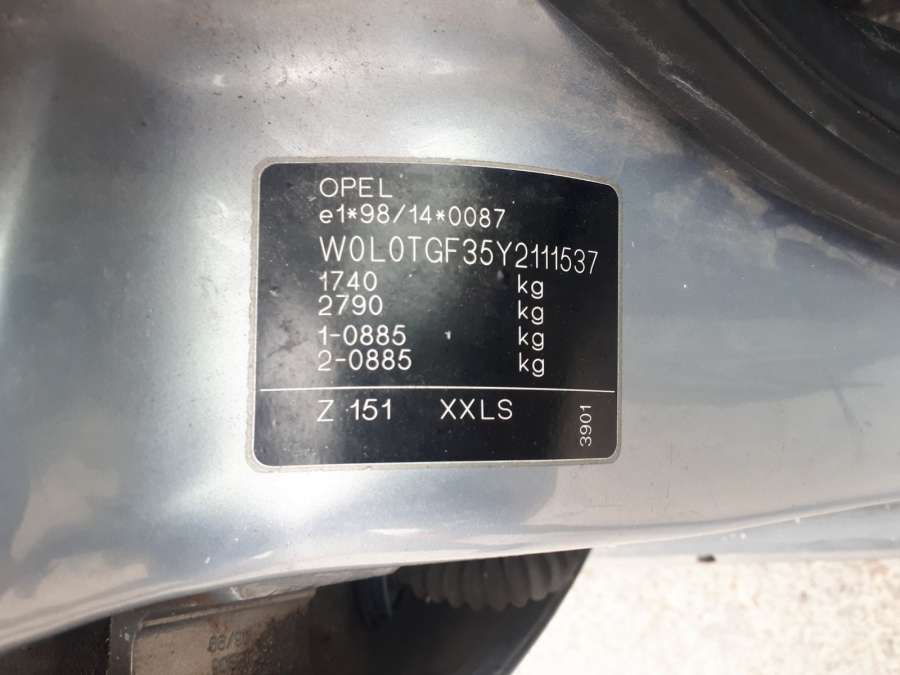 OPEL
e1*98/14*0087
W0L0TGF35Y2111537
1740 kg
2790 kg
1-0885 kg
2-0885 kg
Z 151 XXLS
3901